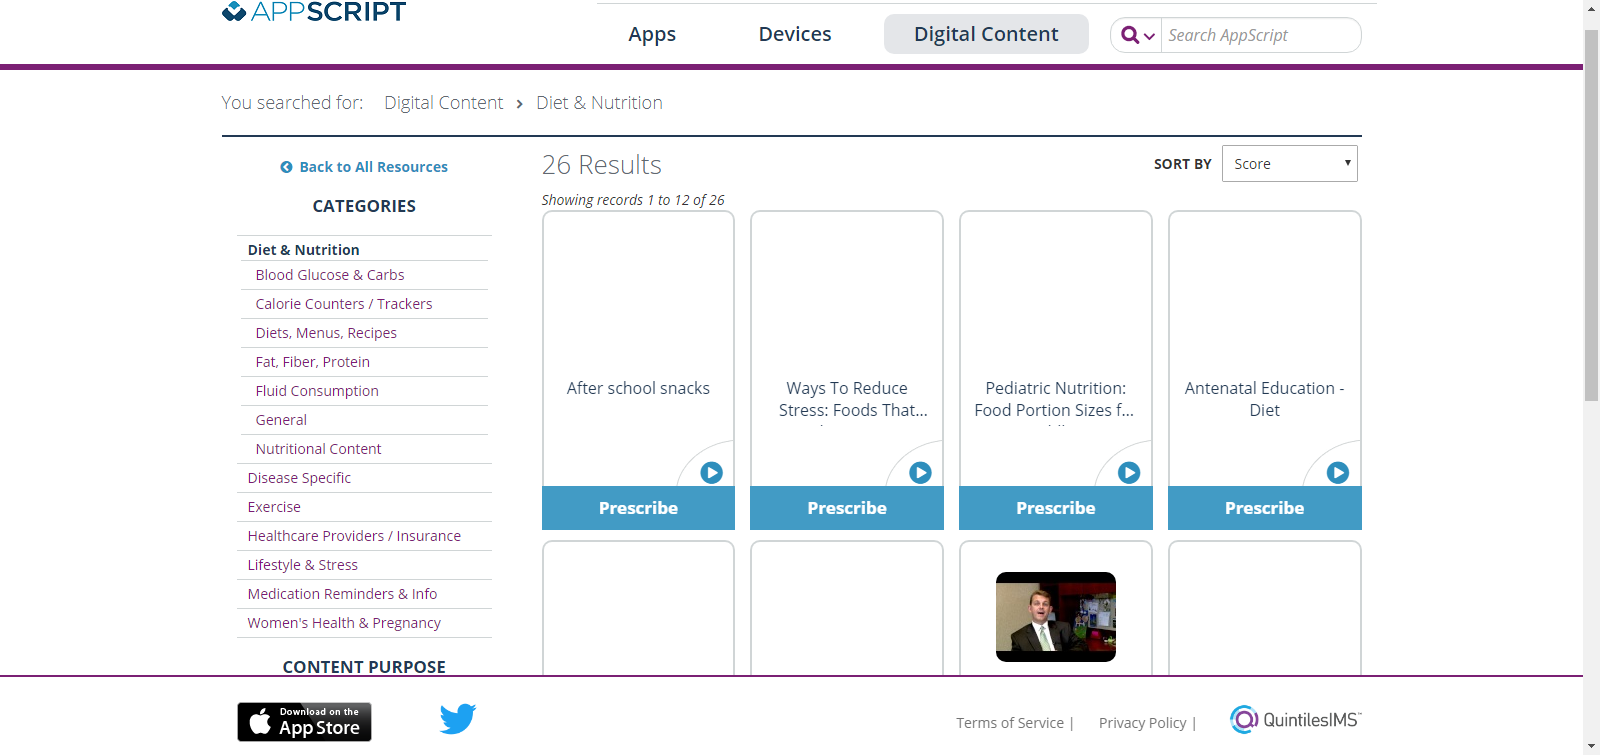 APPSCRIPT
Apps
Devices
Digital Content
Search AppScript
You searched for:
Digital Content
Diet & Nutrition
Back to All Resources
CATEGORIES
Diet & Nutrition
Blood Glucose & Carbs
Calorie Counters / Trackers
Diets, Menus, Recipes
Fat, Fiber, Protein
Fluid Consumption
General
Nutritional Content
Disease Specific
Exercise
Healthcare Providers / Insurance
Lifestyle & Stress
Medication Reminders & Info
Women's Health & Pregnancy
CONTENT PURPOSE
26 Results
SORT BY
Score
Showing records 1 to 12 of 26
After school snacks
Prescribe
Ways To Reduce
Stress: Foods That...
Prescribe
Pediatric Nutrition:
Food Portion Sizes f...
Prescribe
Antenatal Education -
Diet
Prescribe
Download on the
App Store
Terms of Service |
Privacy Policy |
QuintilesIMS™